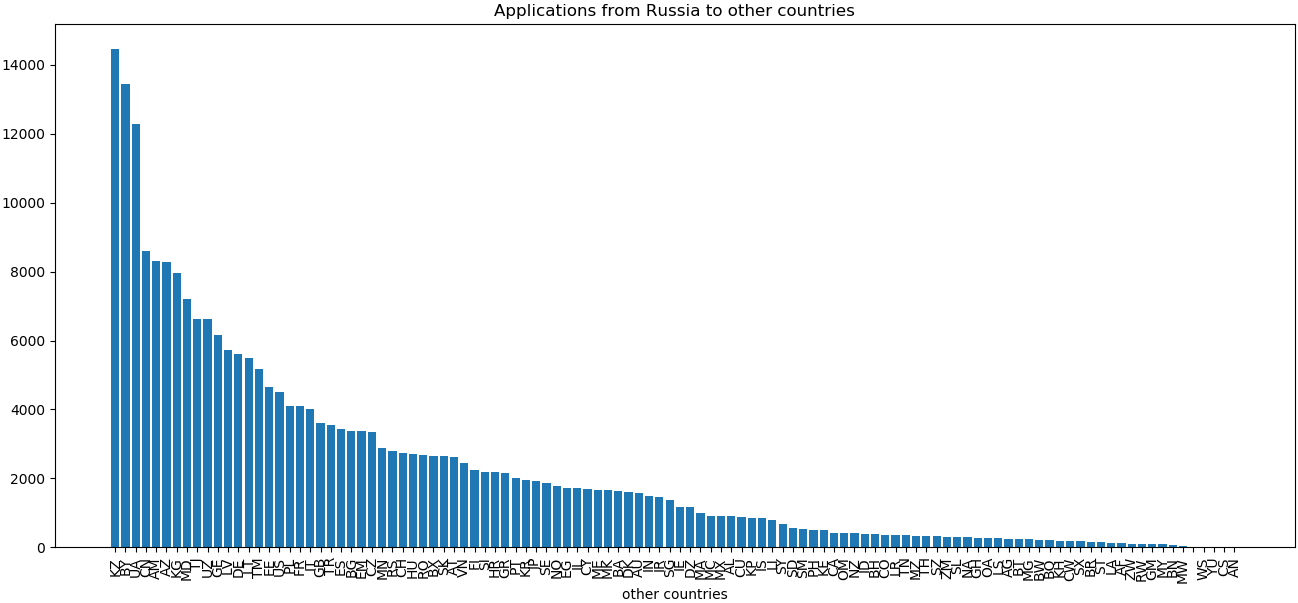 Applications from Russia to other countries
14000
12000
10000
8000
6000
4000
2000
0
KZ BY UA CN AM AZ KG MD TJ UZ GE LV DE LT TM EE US PL FR IT GB TR ES BG EM CZ MN RS CH HU RO BX SK AT VN FI SI HR GR PT KR JP SE NO EG IL CY ME MK BA DK AU IN IR SG IE DZ MA MC MX AL CU KP IS LI SY SD SM PH KE CA OM NZ ID BH CO LR TN MZ TH SZ ZM SL NA GH OA LS AG BT MG BW BQ KH CW SX BR ST LA AF ZW RW GM MY BN MW WS YU CS AN
other countries